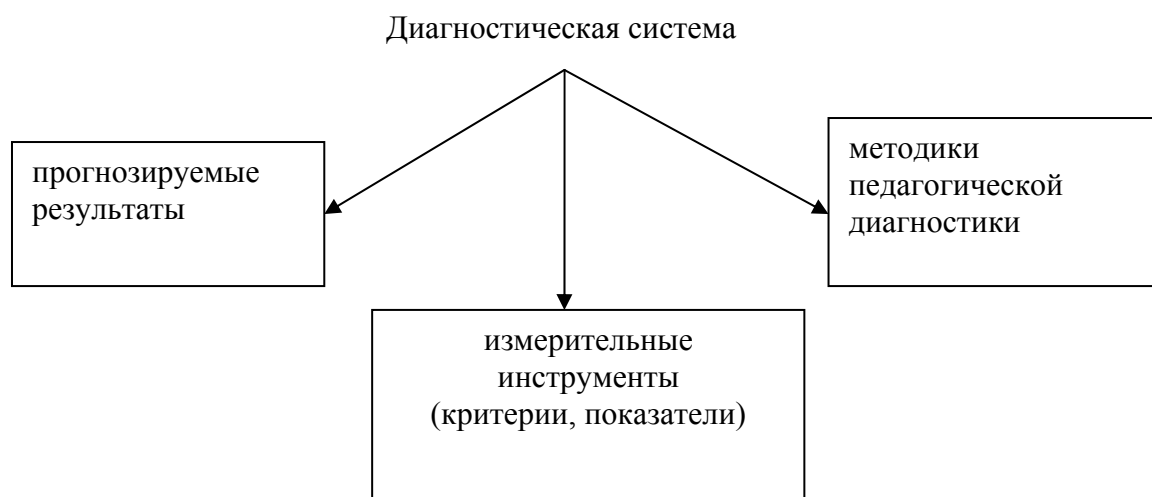 Диагностическая система
прогнозируемые
результаты
методики
педагогической
диагностики
измерительные
инструменты
(критерии, показатели)